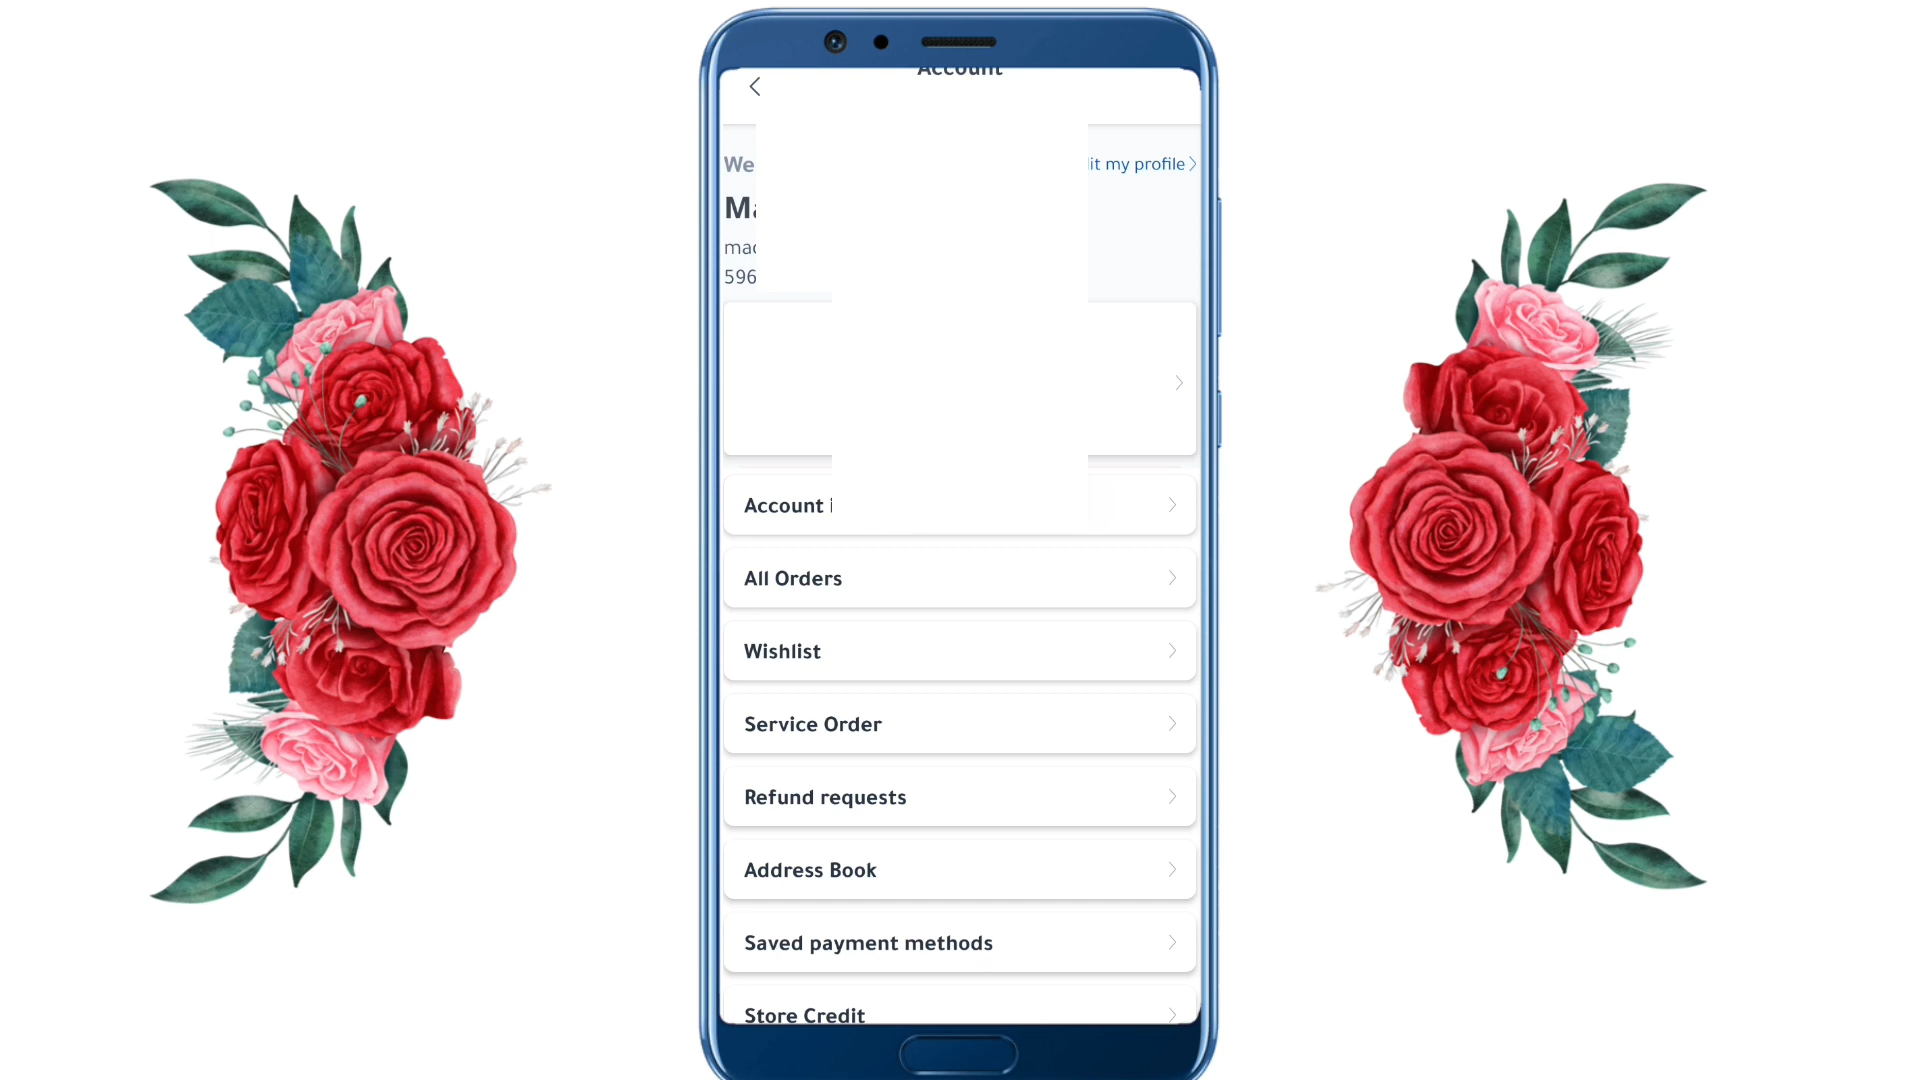 Account
We
it my profile
Ma
mac
596
Account i
All Orders
Wishlist
Service Order
Refund requests
Address Book
Saved payment methods
Store Credit